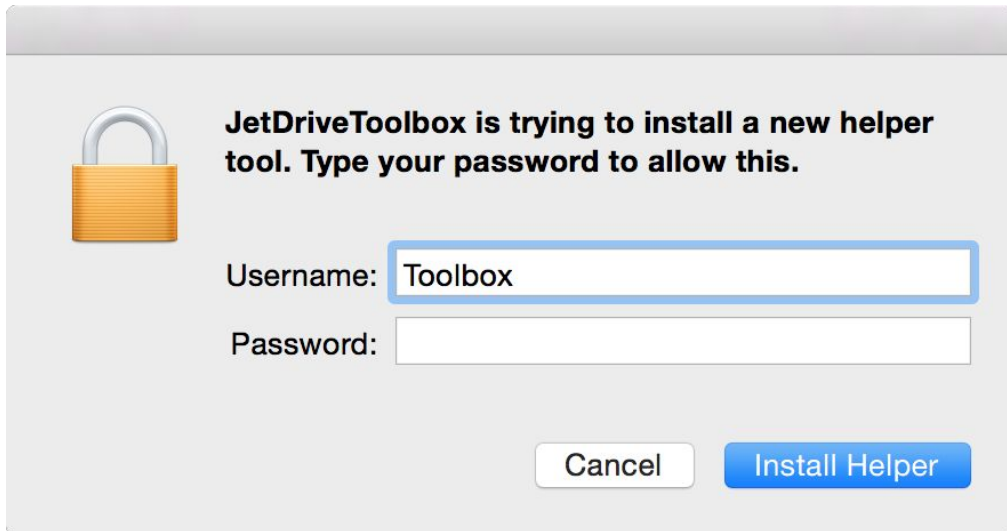 JetDriveToolbox is trying to install a new helper
tool. Type your password to allow this.
Username: Toolbox
Password:
Cancel Install Helper